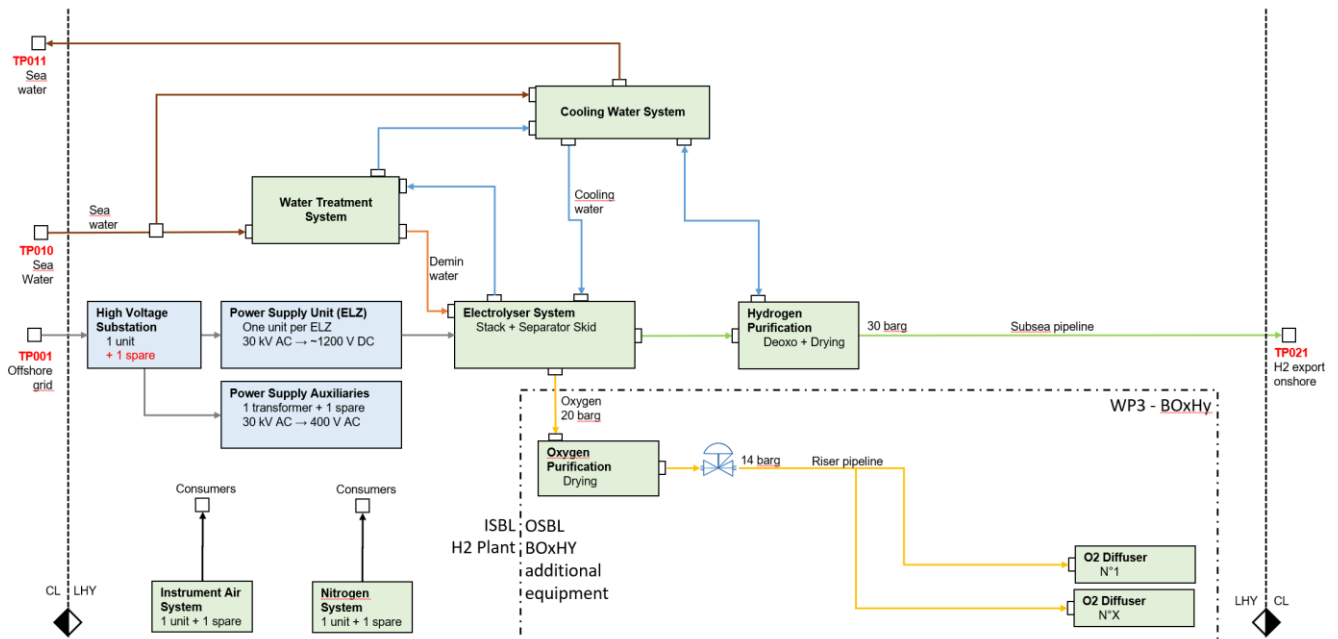 TP011
Sea
water
Cooling Water System
Water Treatment
System
Cooling
water
Sea
water
TP010
Sea
Water
Demin
water
High Voltage
Substation
1 unit
+ 1 spare
Power Supply Unit (ELZ)
One unit per ELZ
30 kV AC → ~1200 V DC
Electrolyser System
Stack + Separator Skid
Hydrogen
Purification
Deoxo + Drying
30 barg
Subsea pipeline
TP001
Offshore
grid
TP021
H2 export
onshore
Power Supply Auxiliaries
1 transformer + 1 spare
30 kV AC → 400 V AC
Oxygen
20 barg
WP3 - BOxHy
Oxygen
Purification
Drying
14 barg
Riser pipeline
Consumers
Consumers
ISBL
H2 Plant
OSBL
BOxHY
additional
equipment
O2 Diffuser
N°1
O2 Diffuser
N°X
Instrument Air
System
1 unit + 1 spare
Nitrogen
System
1 unit + 1 spare
CL
LHY
LHY
CL